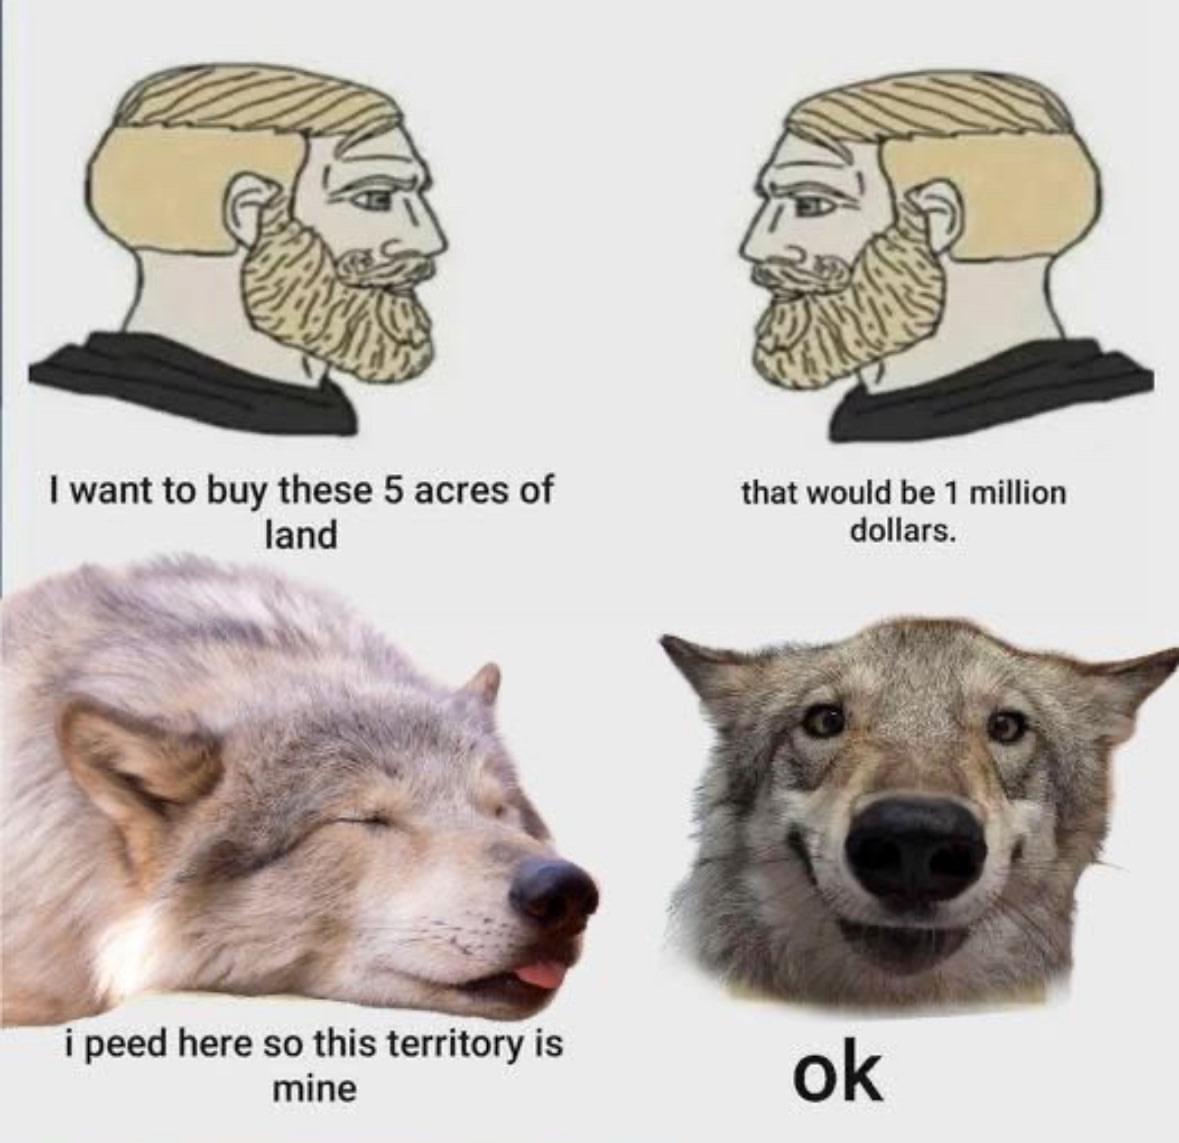 I want to buy these 5 acres of
land
that would be 1 million
dollars.
i peed here so this territory is
mine
ok